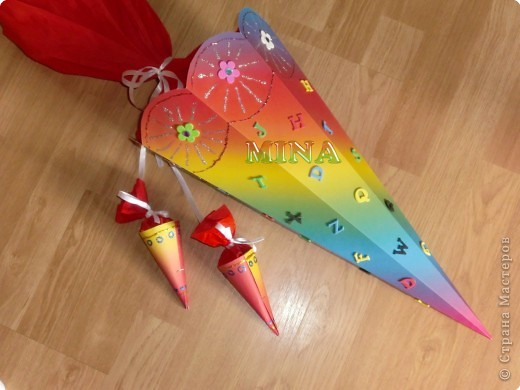 H
J H J
MINA S
T D Q
X Z
E W G
D
© Страна Мастеров